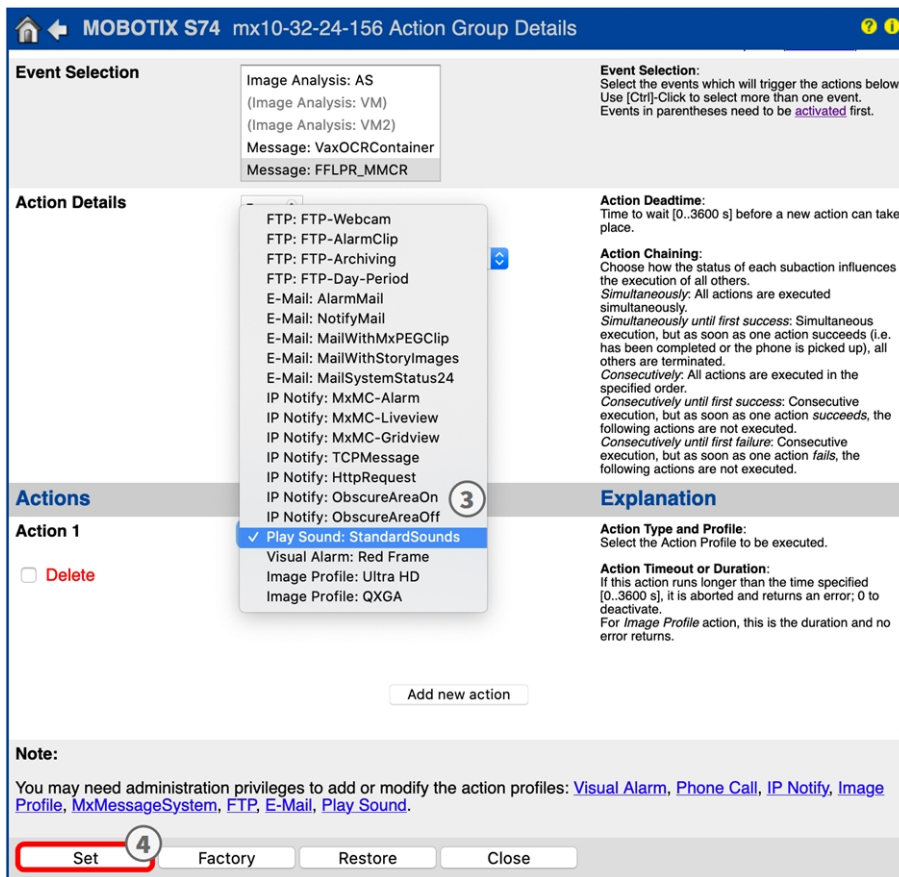 MOBOTIX S74 mx10-32-24-156 Action Group Details
? i
Event Selection
Image Analysis: AS
(Image Analysis: VM)
(Image Analysis: VM2)
Message: VaxOCRContainer
Message: FFLPR_MMCR
Event Selection:
Select the events which will trigger the actions below
Use [Ctrl]-Click to select more than one event.
Events in parentheses need to be activated first.
Action Details
FTP: FTP-Webcam
FTP: FTP-AlarmClip
FTP: FTP-Archiving
FTP: FTP-Day-Period
E-Mail: AlarmMail
E-Mail: NotifyMail
E-Mail: MailWithMxPEGClip
E-Mail: MailWithStoryImages
E-Mail: MailSystemStatus24
IP Notify: MxMC-Alarm
IP Notify: MxMC-Liveview
IP Notify: MxMC-Gridview
IP Notify: TCPMessage
IP Notify: HttpRequest
IP Notify: ObscureAreaOn
IP Notify: ObscureAreaOff
✓ Play Sound: StandardSounds
Visual Alarm: Red Frame
Image Profile: Ultra HD
Image Profile: QXGA
3
Action Deadtime:
Time to wait [0..3600 s] before a new action can take
place.
Action Chaining:
Choose how the status of each subaction influences
the execution of all others.
Simultaneously: All actions are executed
simultaneously.
Simultaneously until first success: Simultaneous
execution, but as soon as one action succeeds (i.e.
has been completed or the phone is picked up), all
others are terminated.
Consecutively: All actions are executed in the
specified order.
Consecutively until first success: Consecutive
execution, but as soon as one action succeeds, the
following actions are not executed.
Consecutively until first failure: Consecutive
execution, but as soon as one action fails, the
following actions are not executed.
Actions
Explanation
Action 1
Delete
Action Type and Profile:
Select the Action Profile to be executed.
Action Timeout or Duration:
If this action runs longer than the time specified
[0..3600 s], it is aborted and returns an error; 0 to
deactivate.
For Image Profile action, this is the duration and no
error returns.
Add new action
Note:
You may need administration privileges to add or modify the action profiles: Visual Alarm, Phone Call, IP Notify, Image
Profile, MxMessageSystem, FTP, E-Mail, Play Sound.
4
Set
Factory
Restore
Close